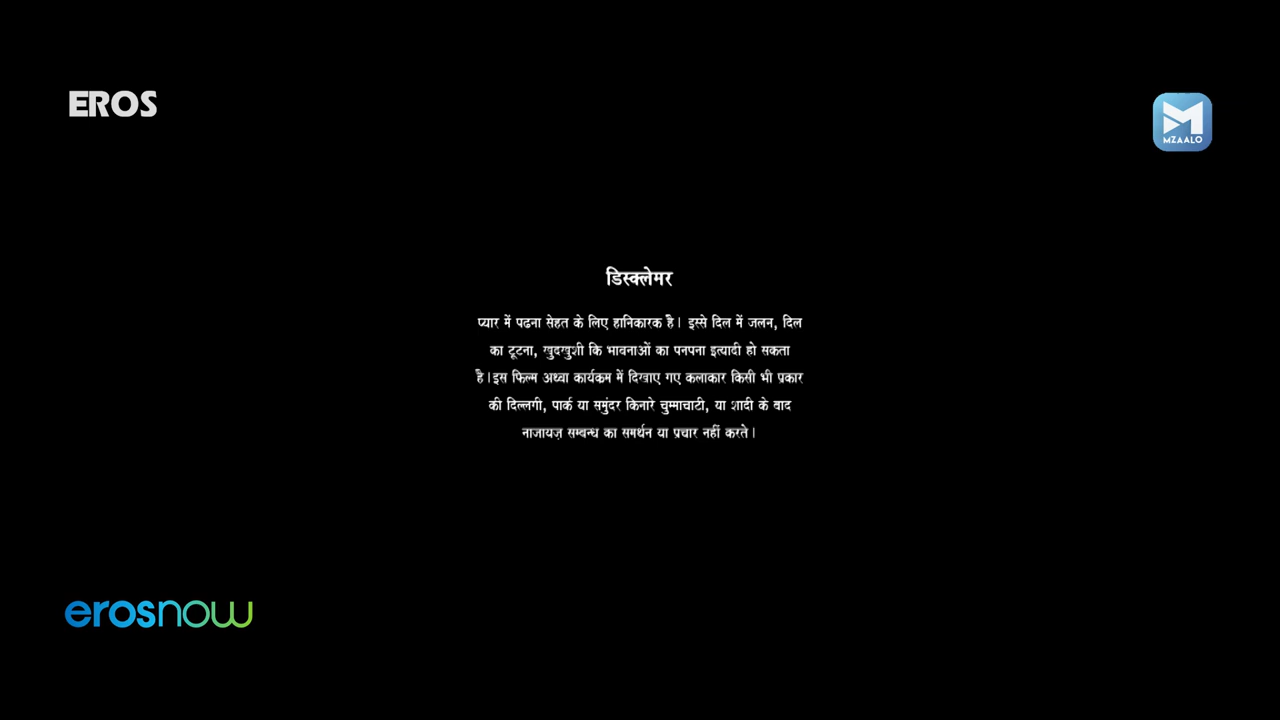 EROS
MZAALO
डिस्क्लेमर
प्यार में पढना सेहत के लिए हानिकारक है। इस्से दिल में जलन, दिल
का टूटना, खुदखुशी कि भावनाओं का पनपना इत्यादी हो सकता
है।इस फिल्म अथ्वा कार्यक्रम में दिखाए गए कलाकार किसी भी प्रकार
की दिल्लगी, पार्क या समुंदर किनारे चुम्माचाटी, या शादी के बाद
नाजायज़ सम्बन्ध का समर्थन या प्रचार नहीं करते।
erosnow